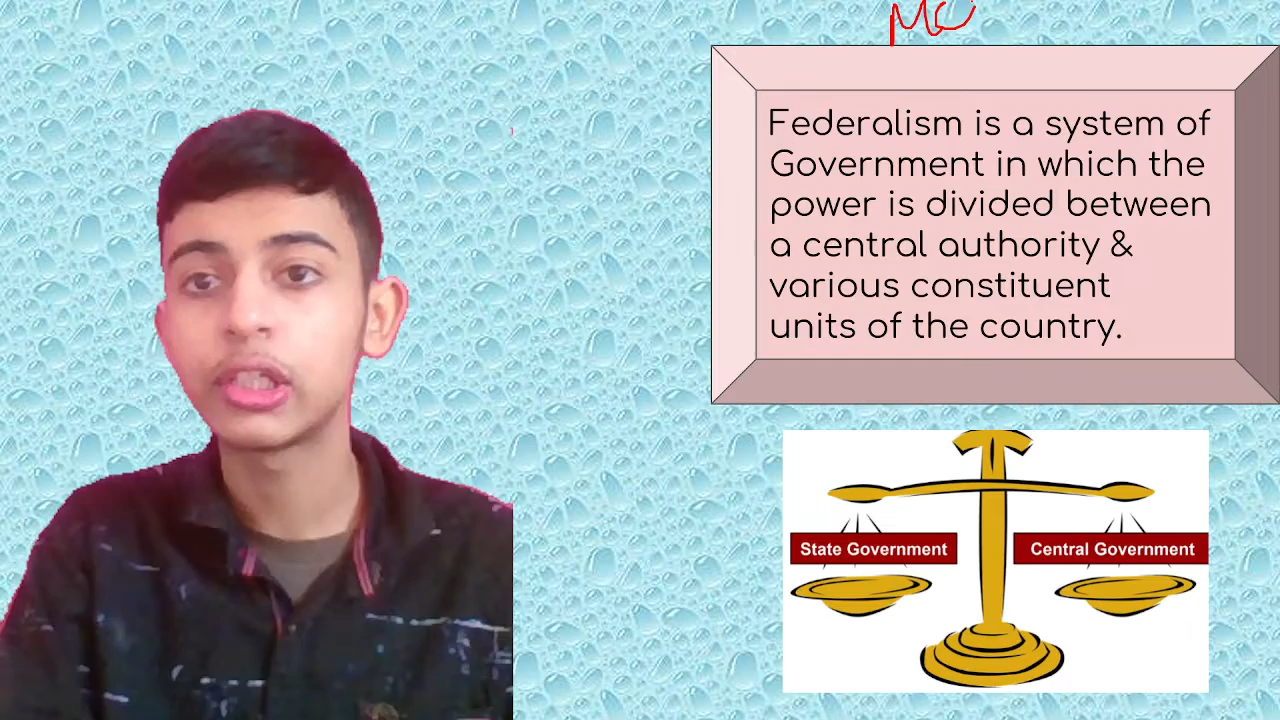 Federalism is a system of
Government in which the
power is divided between
a central authority &
various constituent
units of the country.
State Government
Central Government